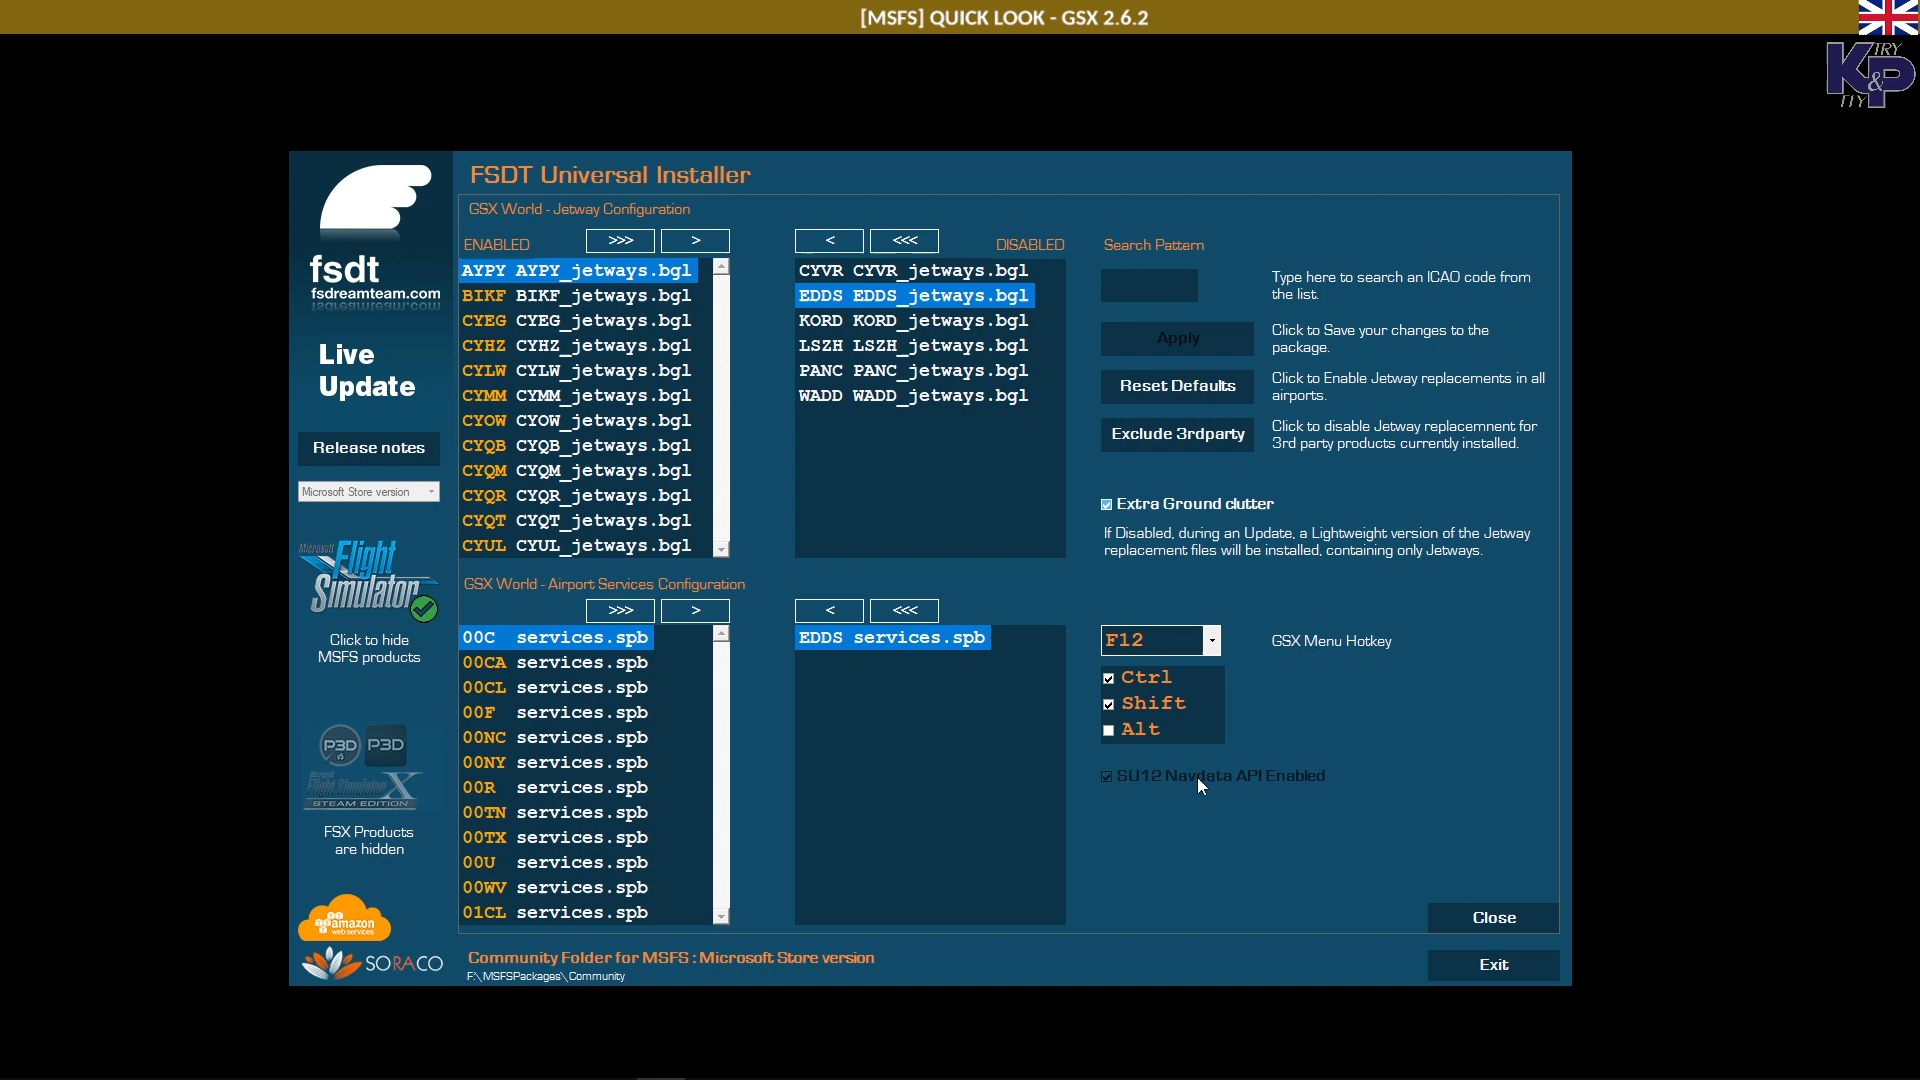 [MSFS] QUICK LOOK - GSX 2.6.2
TRY
K&P
FLY
fsdt
fsdreamteam.com
Live
Update
Release notes
Microsoft Store version
Microsoft
Flight
Simulator
Click to hide
MSFS products
P3D
v5
P3D
Microsoft
Flight Simulator X
STEAM EDITION
FSX Products
are hidden
amazon
web services
SORACO
FSDT Universal Installer
GSX World - Jetway Configuration
ENABLED
>>>
>
<
<<<
DISABLED
AYPY AYPY_jetways.bgl
BIKF BIKF_jetways.bgl
CYEG CYEG_jetways.bgl
CYHZ CYHZ_jetways.bgl
CYLW CYLW_jetways.bgl
CYMM CYMM_jetways.bgl
CYOW CYOW_jetways.bgl
CYQB CYQB_jetways.bgl
CYQM CYQM_jetways.bgl
CYQR CYQR_jetways.bgl
CYQT CYQT_jetways.bgl
CYUL CYUL_jetways.bgl
CYVR CYVR_jetways.bgl
EDDS EDDS_jetways.bgl
KORD KORD_jetways.bgl
LSZH LSZH_jetways.bgl
PANC PANC_jetways.bgl
WADD WADD_jetways.bgl
Search Pattern
Type here to search an ICAO code from
the list.
Apply
Click to Save your changes to the
package.
Reset Defaults
Click to Enable Jetway replacements in all
airports.
Exclude 3rdparty
Click to disable Jetway replacemnent for
3rd party products currently installed.
Extra Ground clutter
If Disabled, during an Update, a Lightweight version of the Jetway
replacement files will be installed, containing only Jetways.
GSX World - Airport Services Configuration
>>>
>
<
<<<
00C services.spb
00CA services.spb
00CL services.spb
00F services.spb
00NC services.spb
00NY services.spb
00R services.spb
00TN services.spb
00TX services.spb
00U services.spb
00WV services.spb
01CL services.spb
EDDS services.spb
F12
GSX Menu Hotkey
Ctrl
Shift
Alt
SU12 Navdata API Enabled
Close
Community Folder for MSFS : Microsoft Store version
F:\MSFSPackages\Community
Exit